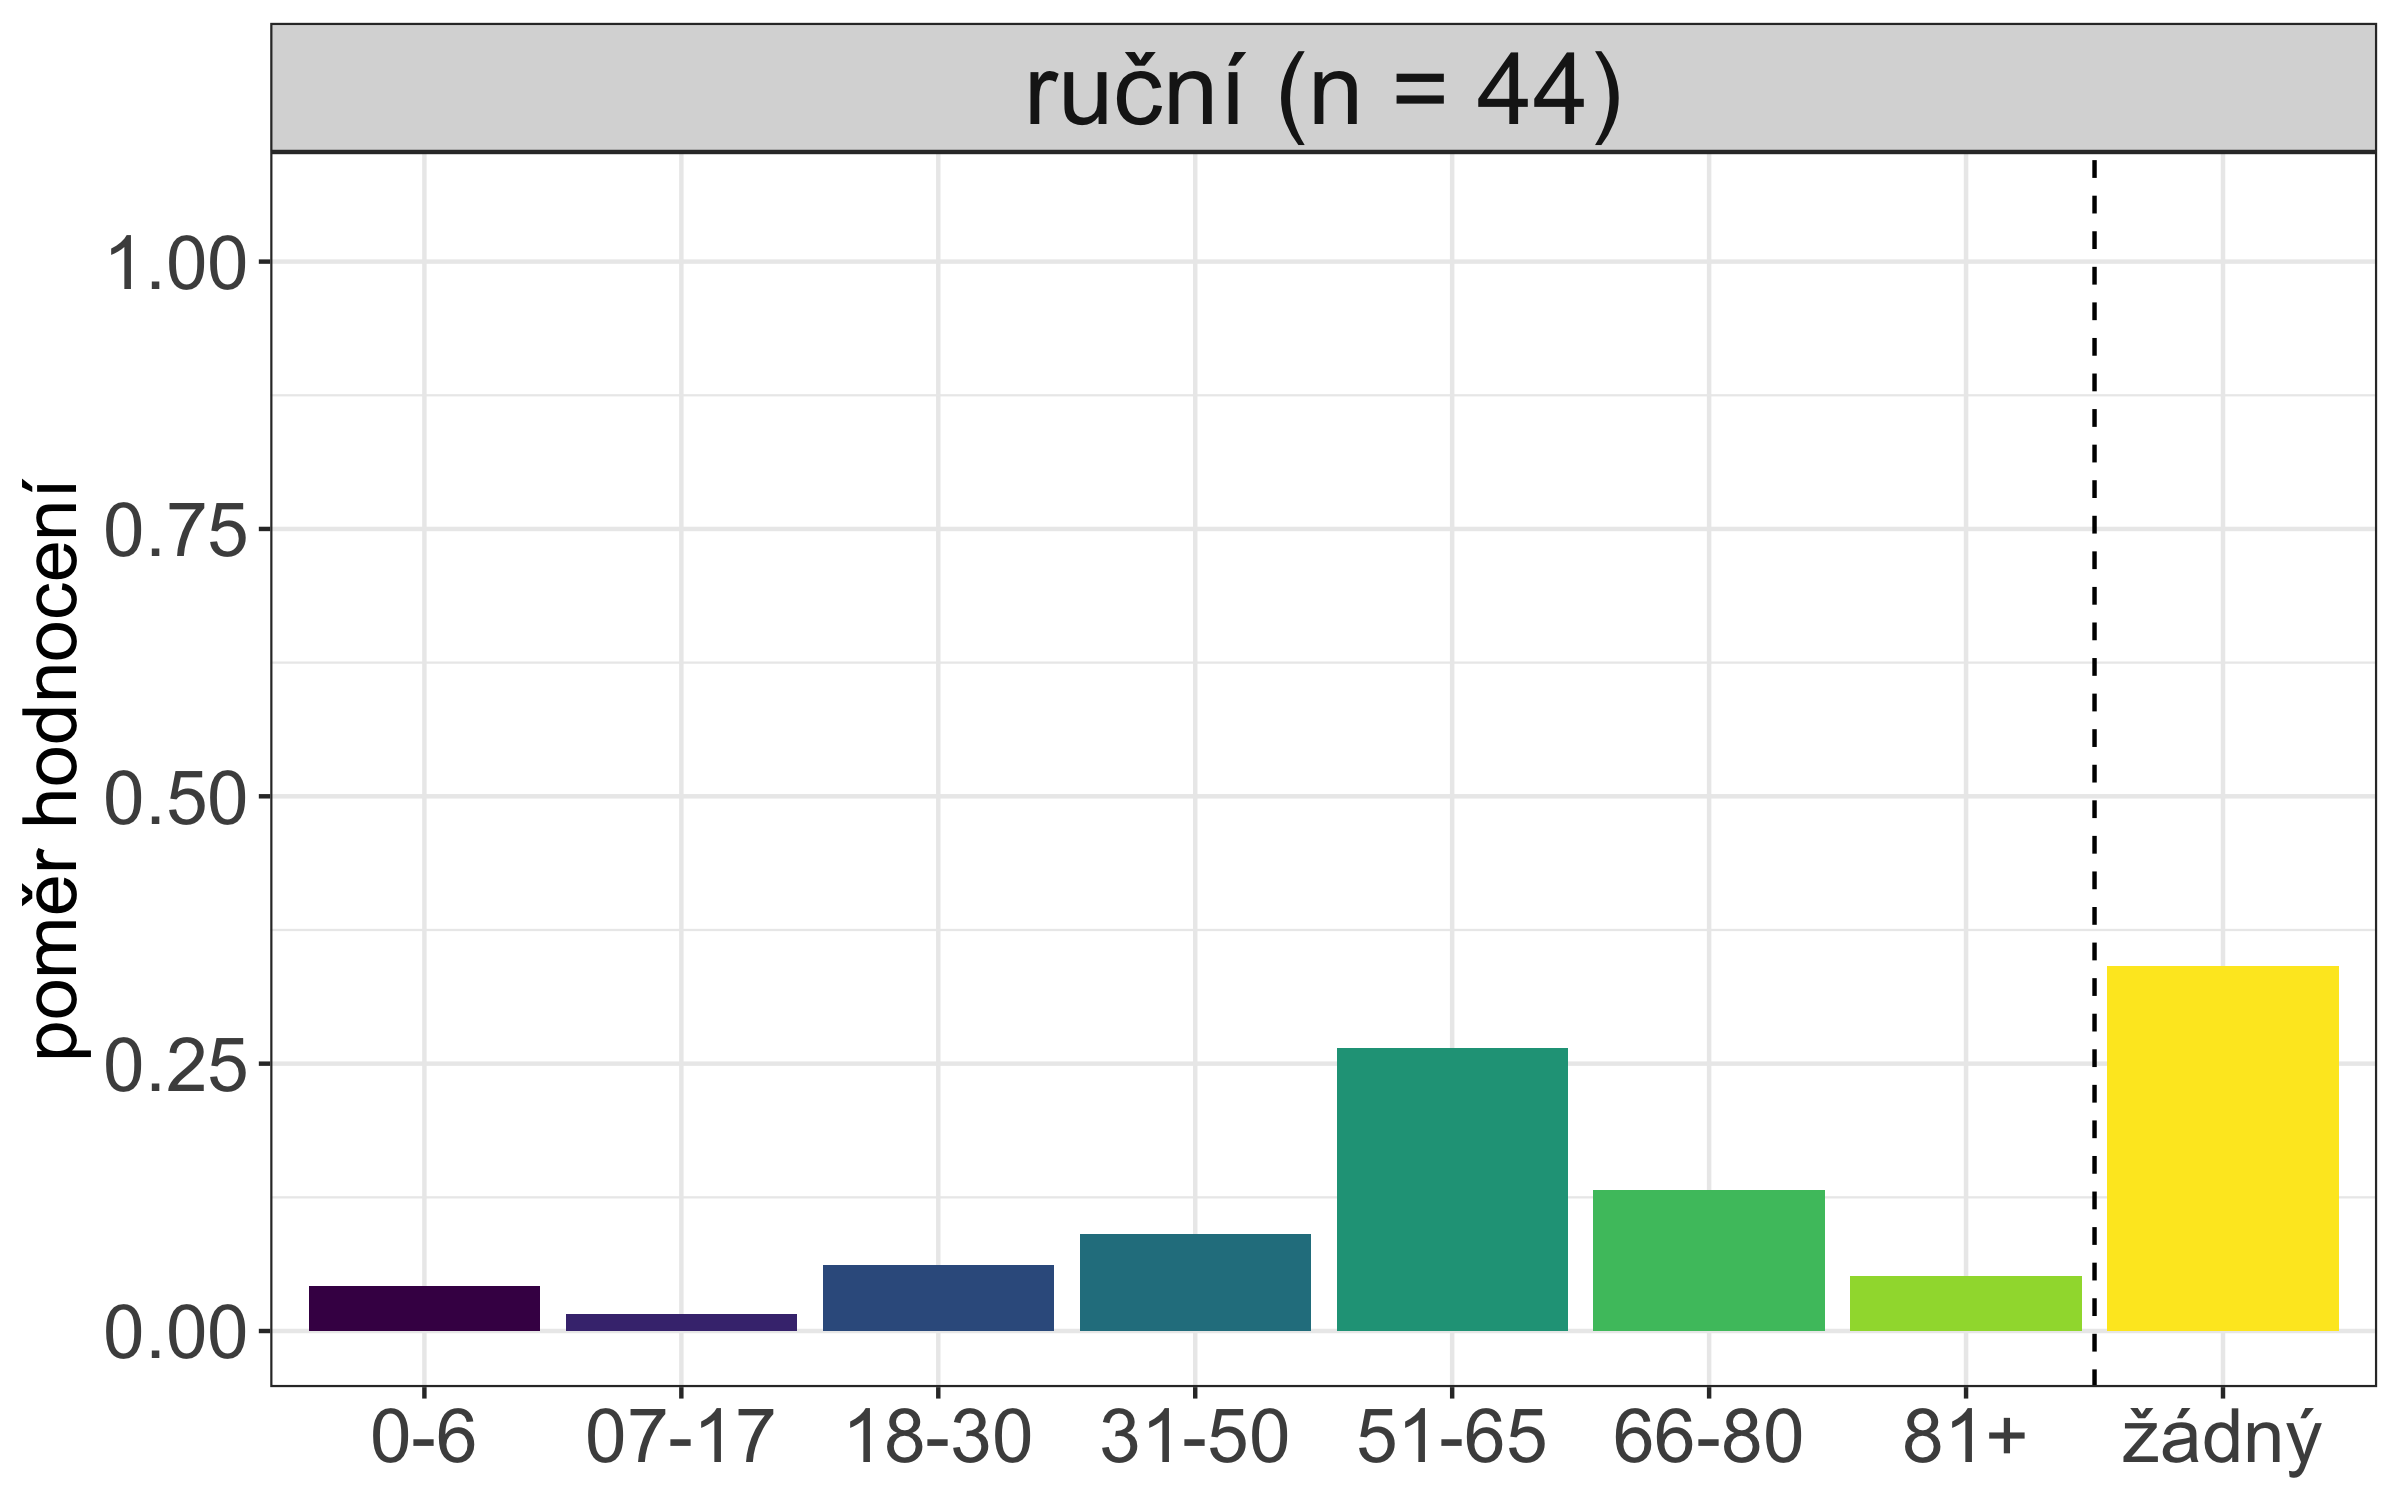 ruční (n = 44)
poměr hodnocení
1.00
0.75
0.50
0.25
0.00
0-6 07-17 18-30 31-50 51-65 66-80 81+ žádný